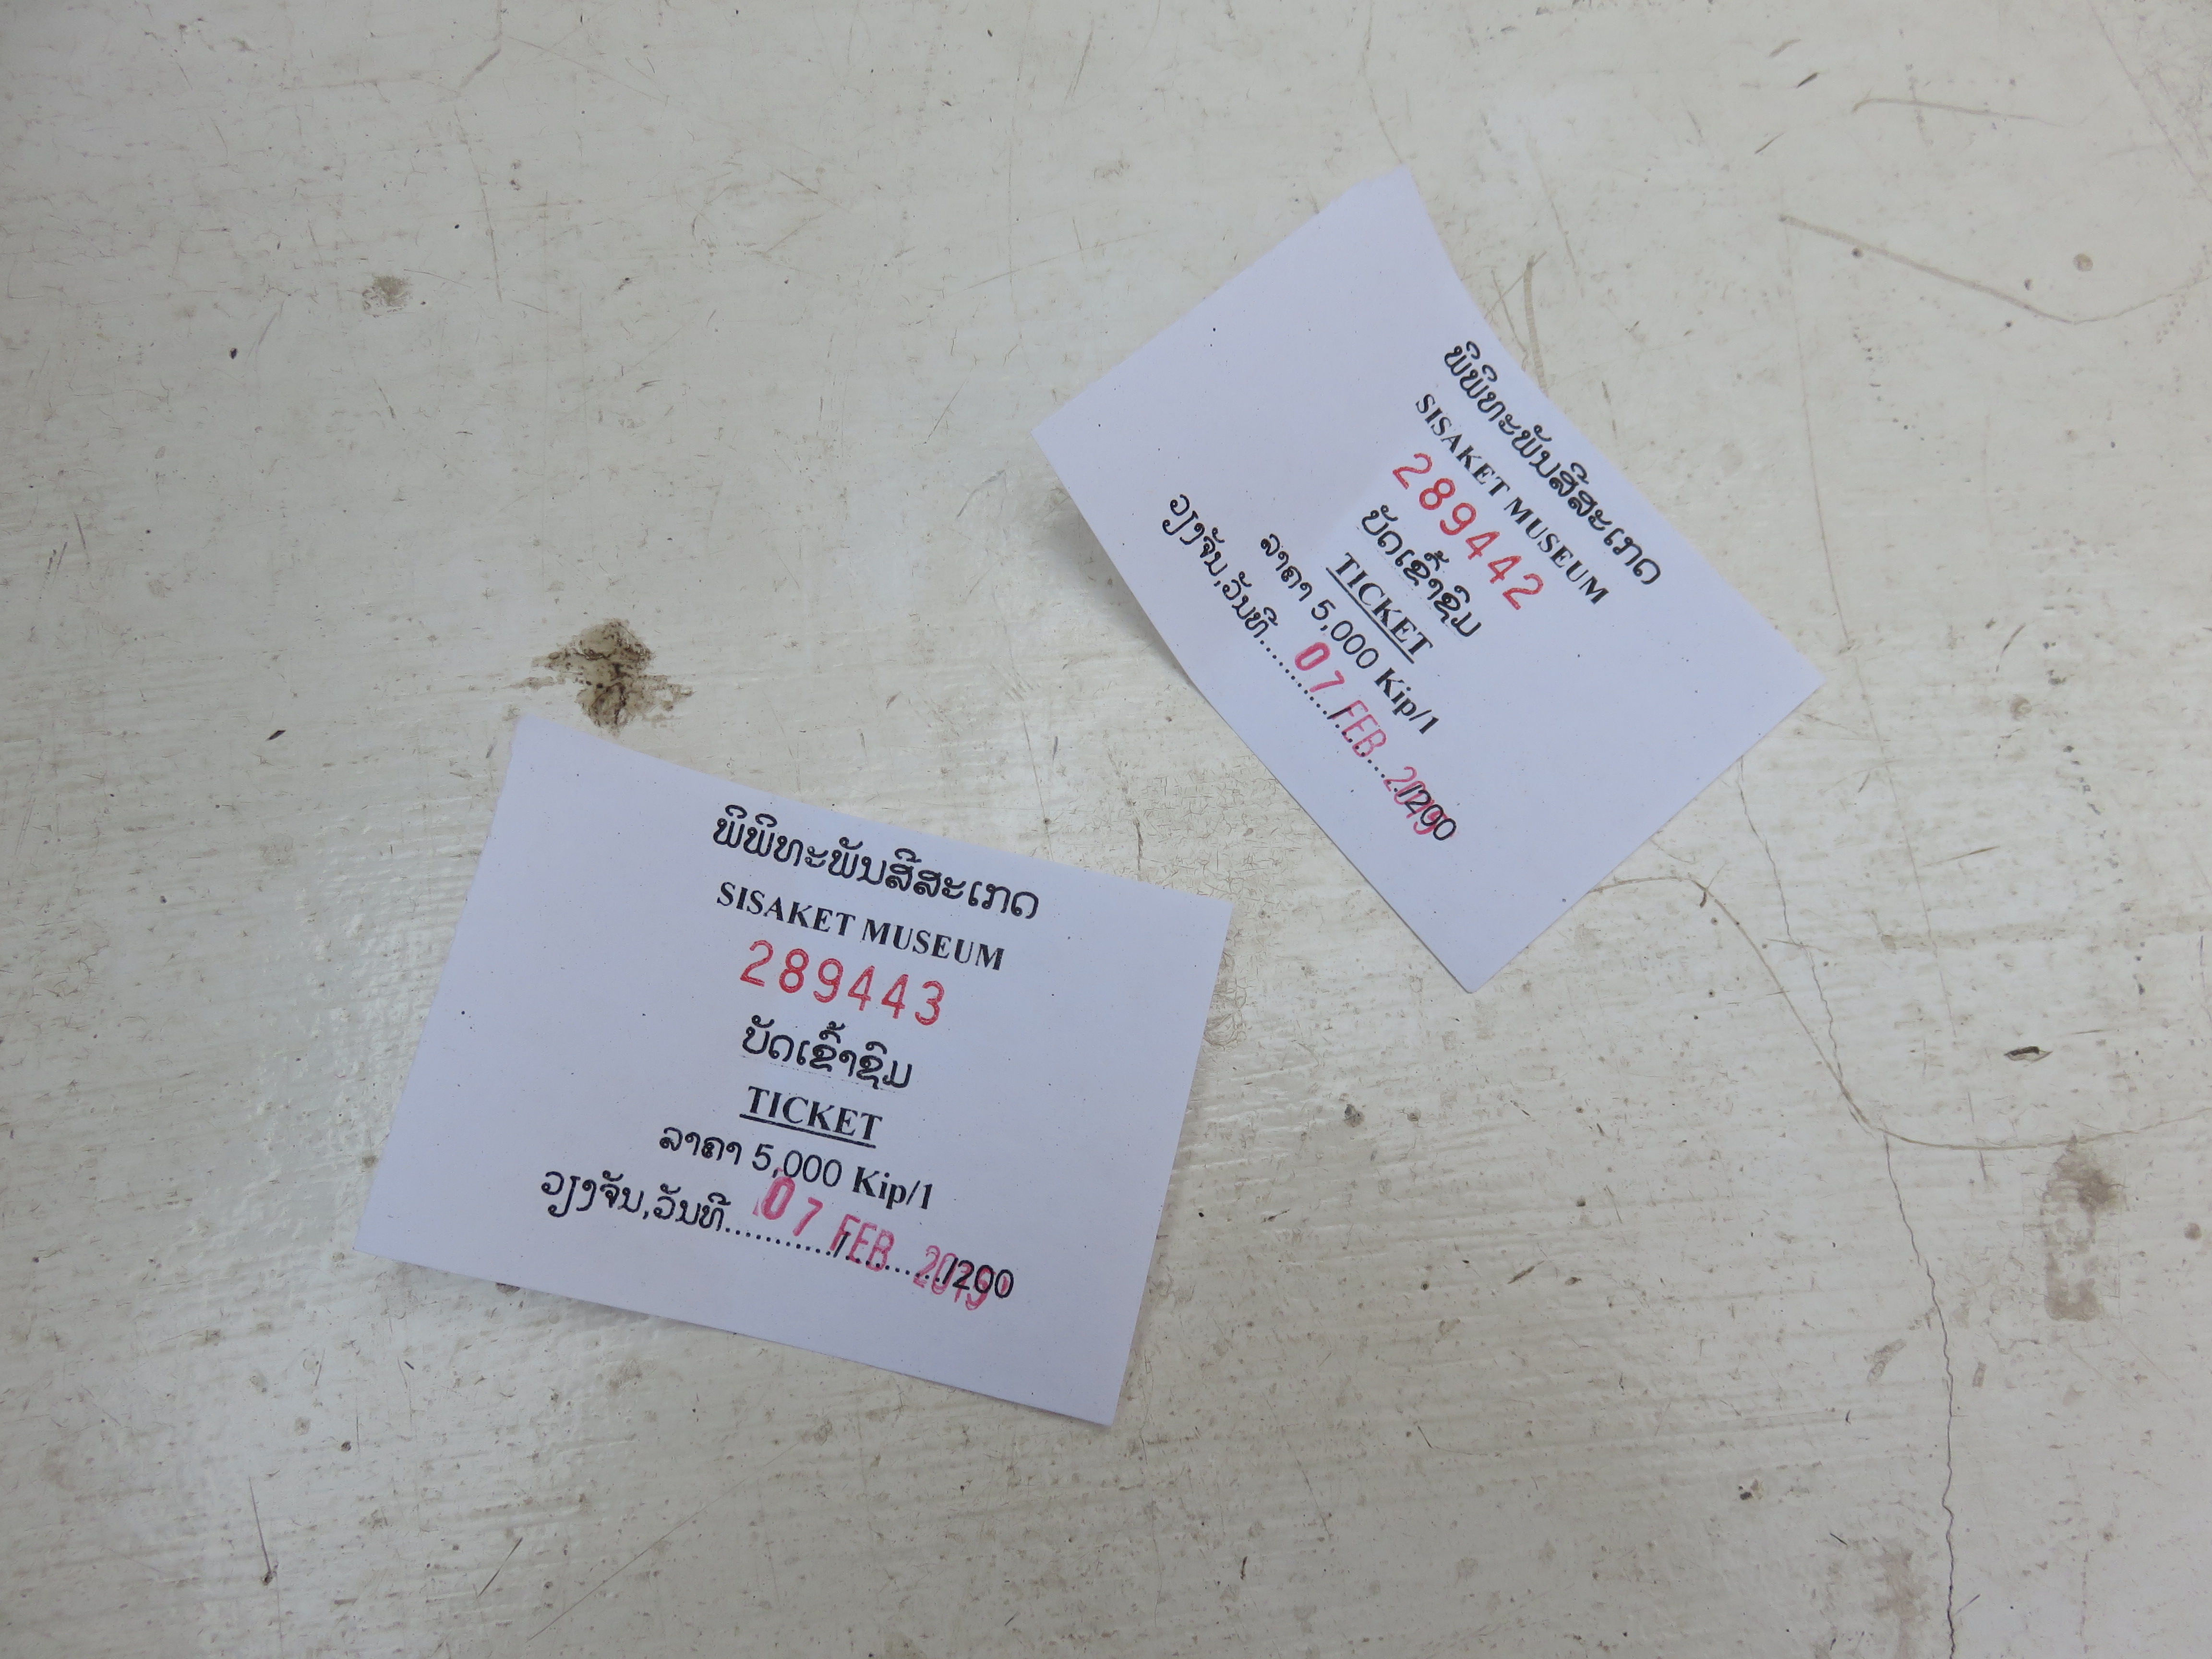 ພິພິທະພັນສີສະເກດ
SISAKET MUSEUM
289442
ບັດເຂົ້າຊົມ
TICKET
ລາຄາ 5,000 Kip/1
ວຽງຈັນ,ວັນທີ............/............/200
07 FEB 2019
ພິພິທະພັນສີສະເກດ
SISAKET MUSEUM
289443
ບັດເຂົ້າຊົມ
TICKET
ລາຄາ 5,000 Kip/1
ວຽງຈັນ,ວັນທີ............/............/200
07 FEB 2019